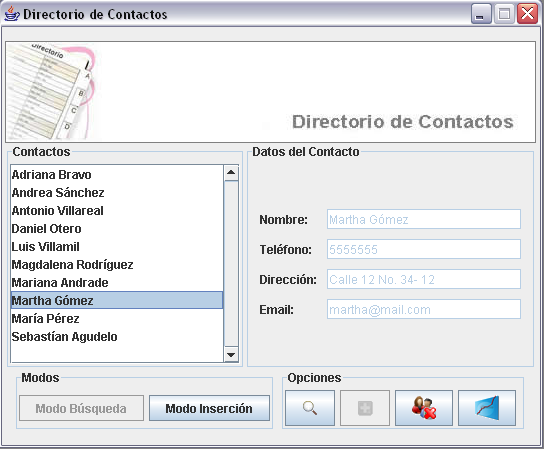 Directorio de Contactos
Directorio
A
B
C
D
Directorio de Contactos
Contactos
Adriana Bravo
Andrea Sánchez
Antonio Villareal
Daniel Otero
Luis Villamil
Magdalena Rodríguez
Mariana Andrade
Martha Gómez
María Pérez
Sebastían Agudelo
Datos del Contacto
Nombre: Martha Gómez
Teléfono: 5555555
Dirección: Calle 12 No. 34- 12
Email: martha@mail.com
Modos
Modo Búsqueda Modo Inserción
Opciones